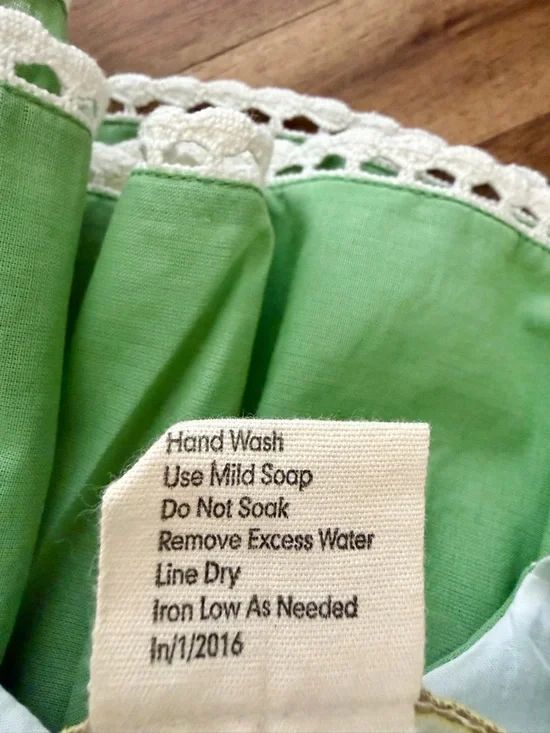 Hand Wash
Use Mild Soap
Do Not Soak
Remove Excess Water
Line Dry
Iron Low As Needed
In/1/2016